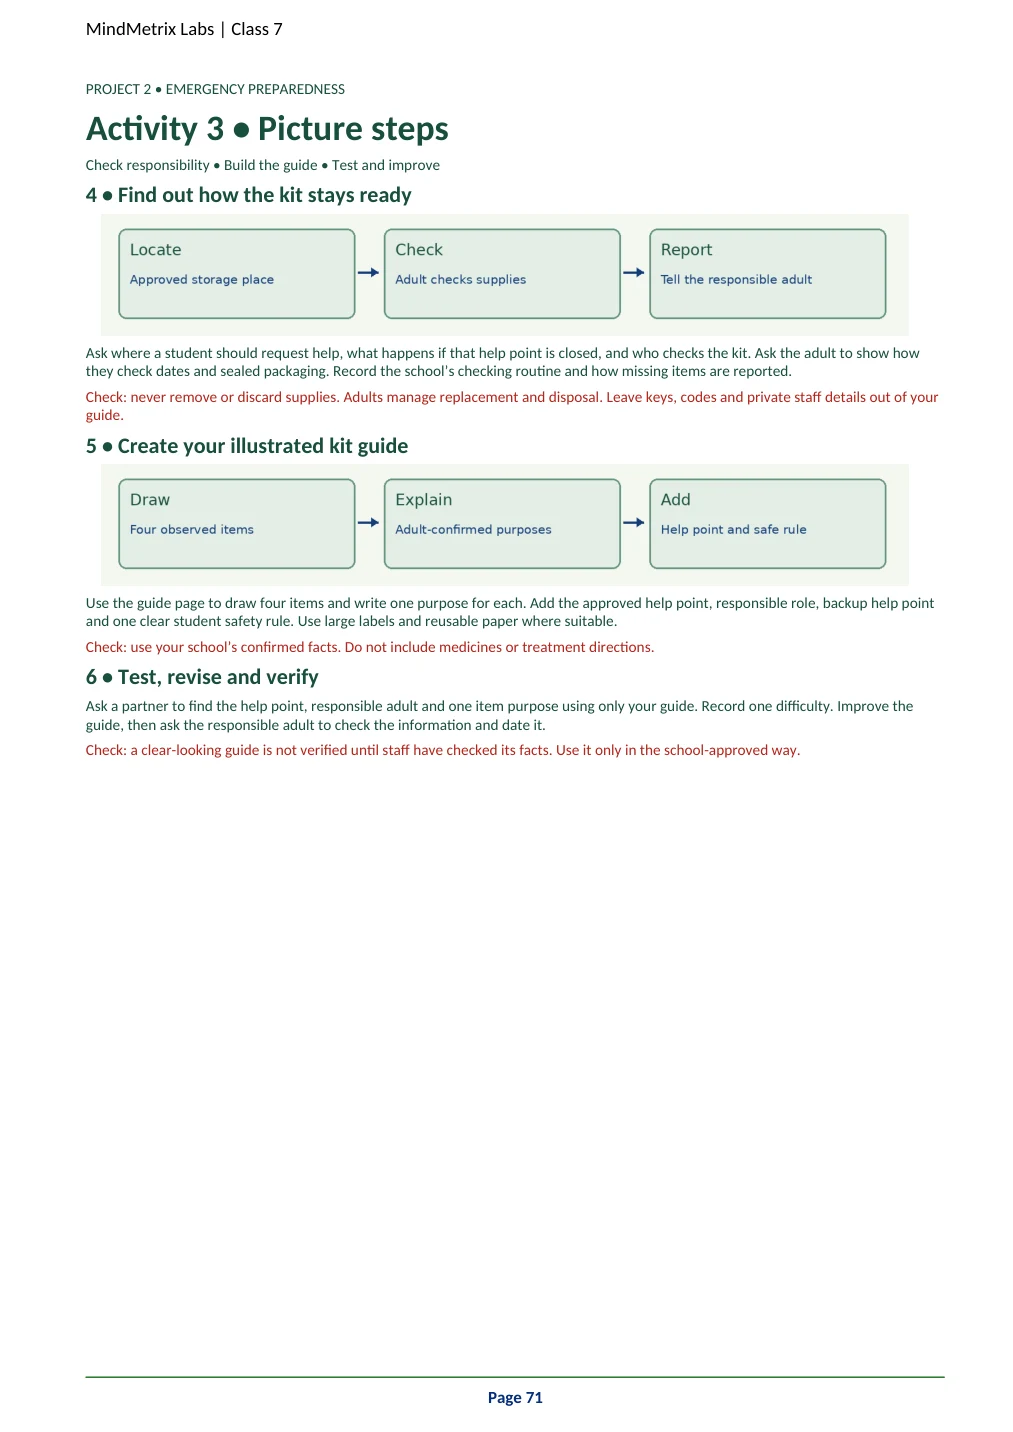 MindMetrix Labs | Class 7
PROJECT 2 ● EMERGENCY PREPAREDNESS
Activity 3 ● Picture steps
Check responsibility ● Build the guide ● Test and improve
4 ● Find out how the kit stays ready
Locate
Approved storage place
Check
Adult checks supplies
Report
Tell the responsible adult
Ask where a student should request help, what happens if that help point is closed, and who checks the kit. Ask the adult to show how
they check dates and sealed packaging. Record the school’s checking routine and how missing items are reported.
Check: never remove or discard supplies. Adults manage replacement and disposal. Leave keys, codes and private staff details out of your
guide.
5 ● Create your illustrated kit guide
Draw
Four observed items
Explain
Adult-confirmed purposes
Add
Help point and safe rule
Use the guide page to draw four items and write one purpose for each. Add the approved help point, responsible role, backup help point
and one clear student safety rule. Use large labels and reusable paper where suitable.
Check: use your school’s confirmed facts. Do not include medicines or treatment directions.
6 ● Test, revise and verify
Ask a partner to find the help point, responsible adult and one item purpose using only your guide. Record one difficulty. Improve the
guide, then ask the responsible adult to check the information and date it.
Check: a clear-looking guide is not verified until staff have checked its facts. Use it only in the school-approved way.
Page 71